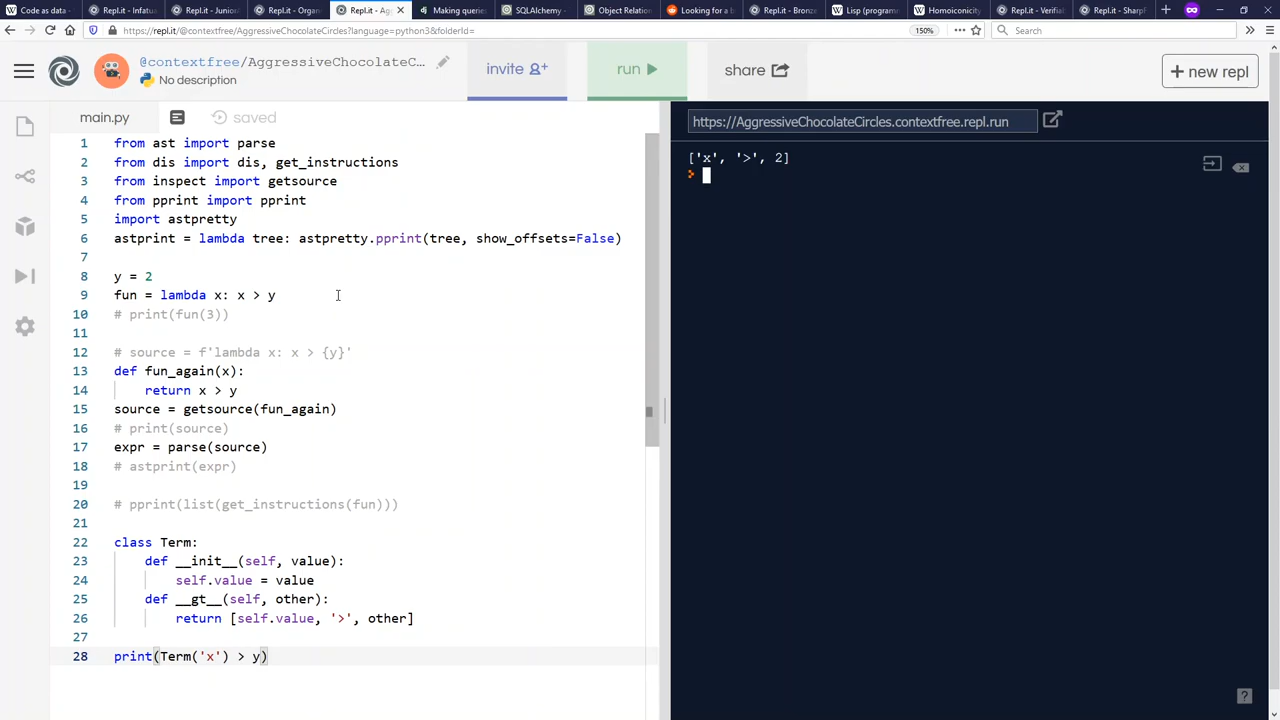 Code as data -
Repl.it - Infatua
Repl.it - Junior
Repl.it - Organ
Repl.it - Ag
Making queries
SQLAlchemy -
Object Relation
Looking for a b
Repl.it - Bronz
Lisp (programm
Homoiconicity
Repl.it - Verifial
Repl.it - Sharpl
https://repl.it/@contextfree/AggressiveChocolateCircles?language=python3&folderId=
150%
Search
@contextfree/AggressiveChocolateC...
No description
invite
run
share
+ new repl
main.py
saved
https://AggressiveChocolateCircles.contextfree.repl.run
1 from ast import parse
2 from dis import dis, get_instructions
3 from inspect import getsource
4 from pprint import pprint
5 import astpretty
6 astprint = lambda tree: astpretty.pprint(tree, show_offsets=False)
7
8 y = 2
9 fun = lambda x: x > y
10 # print(fun(3))
11
12 # source = f'lambda x: x > {y}'
13 def fun_again(x):
14 return x > y
15 source = getsource(fun_again)
16 # print(source)
17 expr = parse(source)
18 # astprint(expr)
19
20 # pprint(list(get_instructions(fun)))
21
22 class Term:
23 def __init__(self, value):
24 self.value = value
25 def __gt__(self, other):
26 return [self.value, '>', other]
27
28 print(Term('x') > y)
['x', '>', 2]
>
?